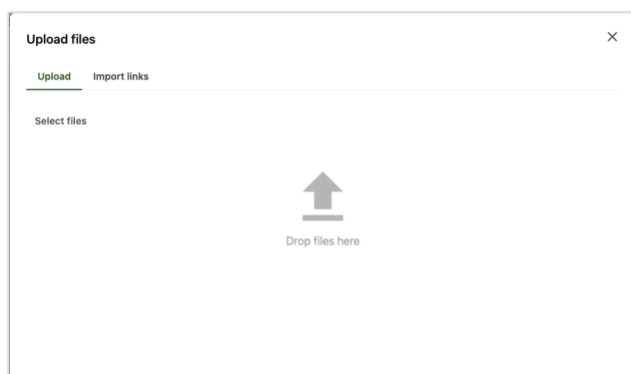 Upload files
Upload Import links
Select files
Drop files here